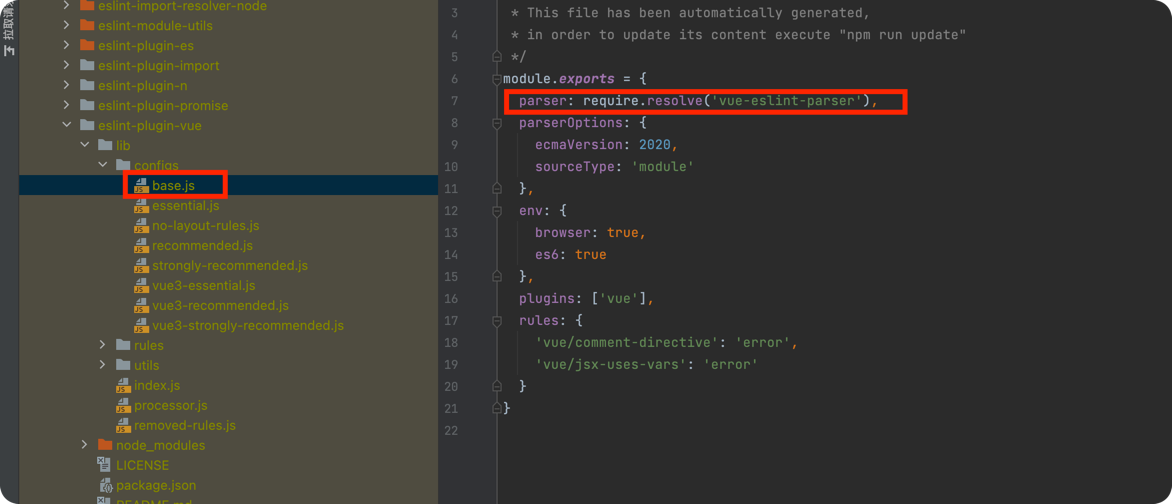 拉取请
eslint-import-resolver-node
eslint-module-utils
eslint-plugin-es
eslint-plugin-import
eslint-plugin-n
eslint-plugin-promise
eslint-plugin-vue
lib
configs
base.js
essential.js
no-layout-rules.js
recommended.js
strongly-recommended.js
vue3-essential.js
vue3-recommended.js
vue3-strongly-recommended.js
rules
utils
index.js
processor.js
removed-rules.js
node_modules
LICENSE
package.json
README.md
3 * This file has been automatically generated,
4 * in order to update its content execute "npm run update"
5 */
6 module.exports = {
7 parser: require.resolve('vue-eslint-parser'),
8 parserOptions: {
9 ecmaVersion: 2020,
10 sourceType: 'module'
11 },
12 env: {
13 browser: true,
14 es6: true
15 },
16 plugins: ['vue'],
17 rules: {
18 'vue/comment-directive': 'error',
19 'vue/jsx-uses-vars': 'error'
20 }
21 }
22